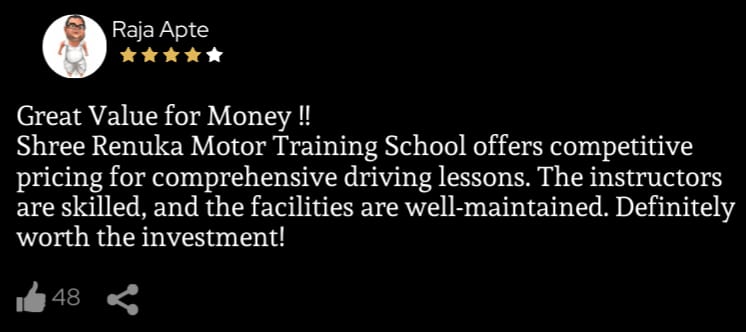 Raja Apte
Great Value for Money !!
Shree Renuka Motor Training School offers competitive
pricing for comprehensive driving lessons. The instructors
are skilled, and the facilities are well-maintained. Definitely
worth the investment!
48